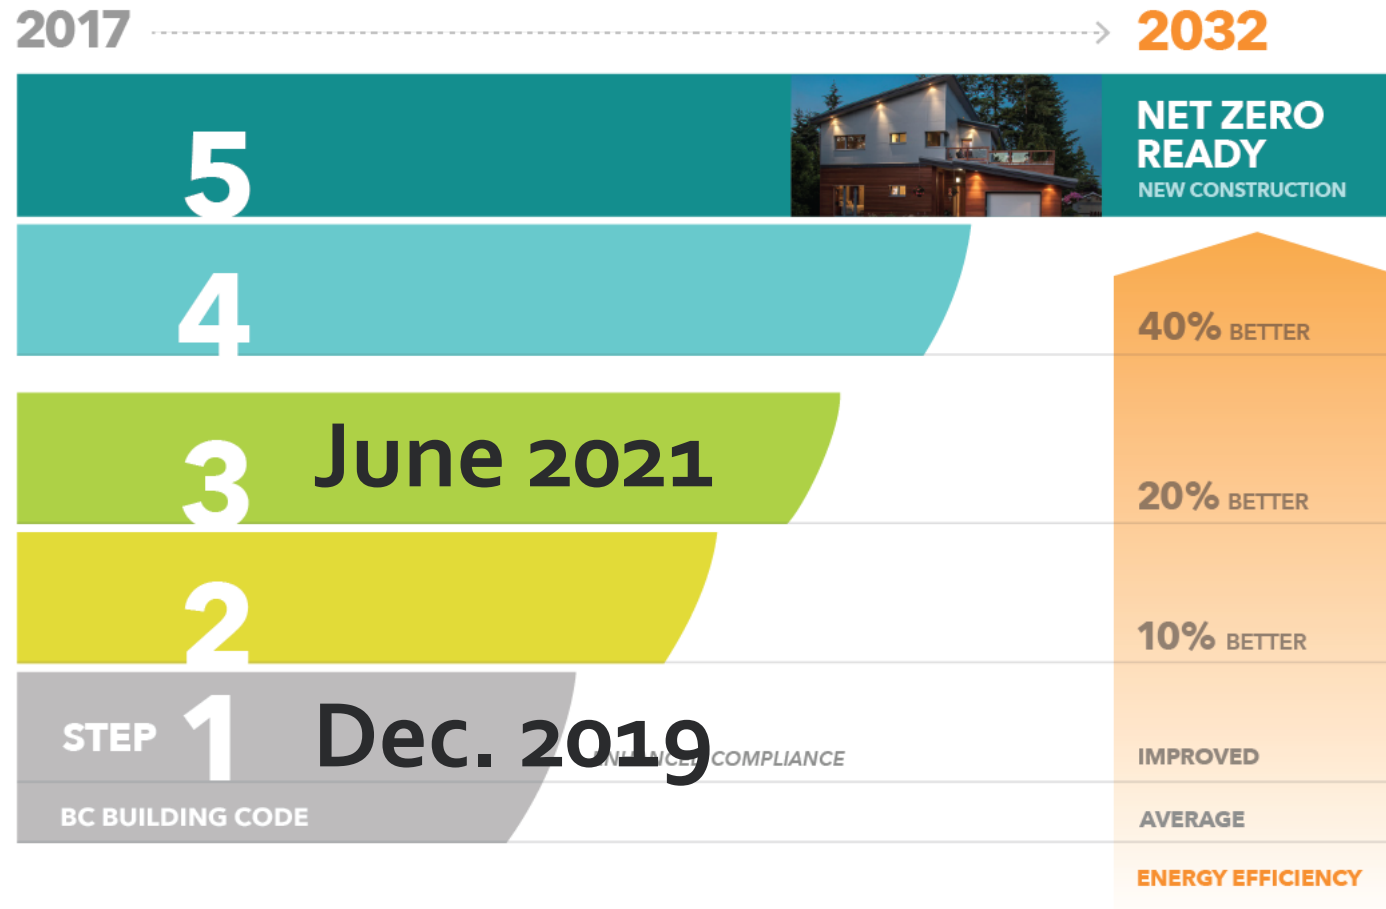 2017
2032
5
NET ZERO
READY
NEW CONSTRUCTION
4
40% BETTER
3 June 2021
20% BETTER
2
10% BETTER
STEP 1 Dec. 2019
COMPLIANCE
IMPROVED
BC BUILDING CODE
AVERAGE
ENERGY EFFICIENCY